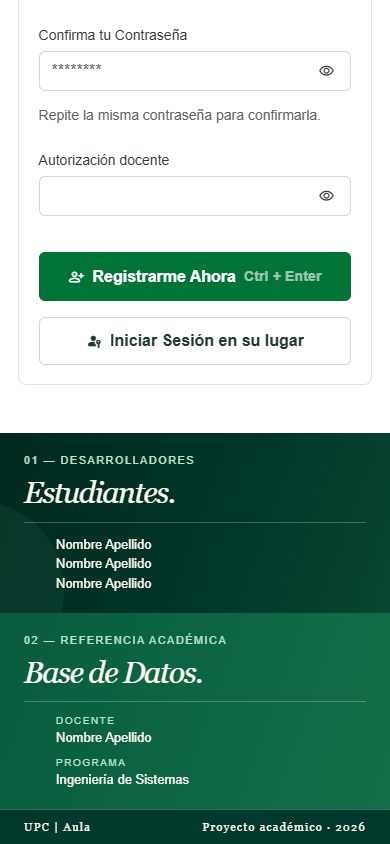 Confirma tu Contraseña
********
Repite la misma contraseña para confirmarla.
Autorización docente
Registrarme Ahora Ctrl + Enter
Iniciar Sesión en su lugar
01 — DESARROLLADORES
Estudiantes.
Nombre Apellido
Nombre Apellido
Nombre Apellido
02 — REFERENCIA ACADÉMICA
Base de Datos.
DOCENTE
Nombre Apellido
PROGRAMA
Ingeniería de Sistemas
UPC | Aula
Proyecto académico · 2026